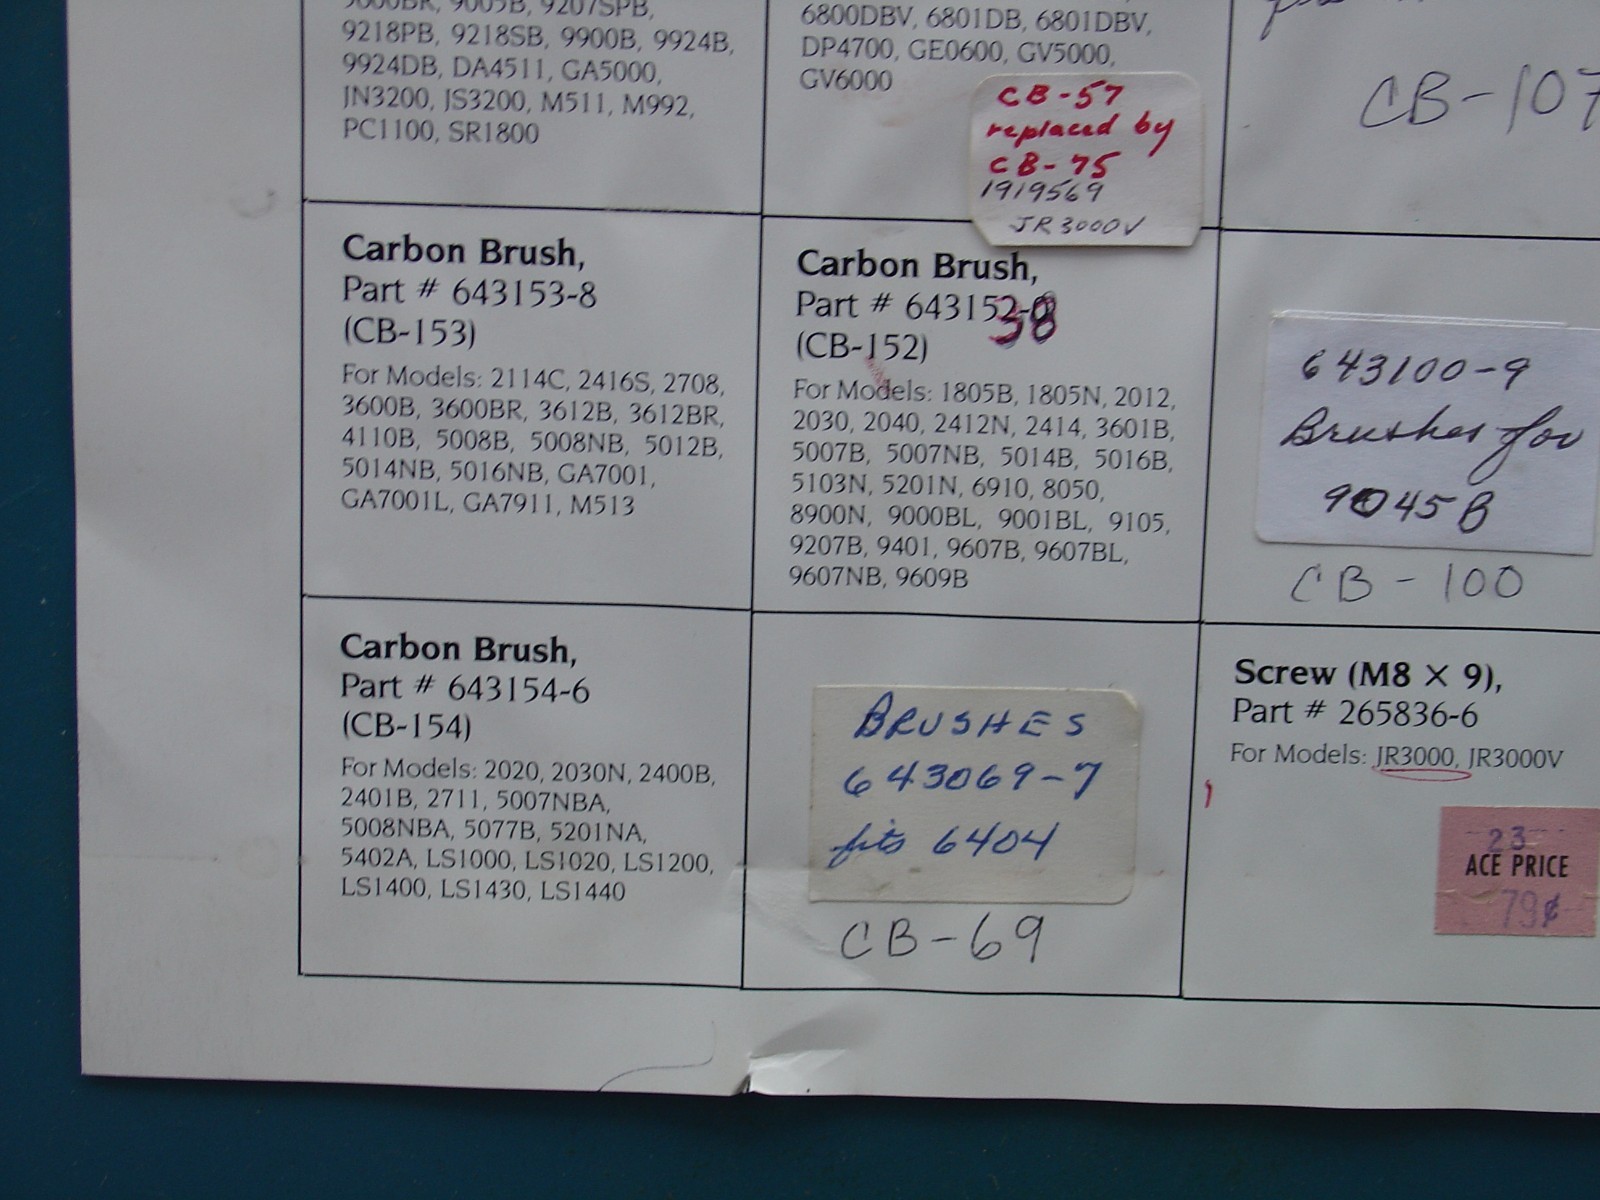 9218PB, 9218SB, 9900B, 9924B,
9924DB, DA4511, GA5000,
JN3200, JS3200, M511, M992,
PC1100, SR1800
6800DBV, 6801DB, 6801DBV,
DP4700, GE0600, GV5000,
GV6000
CB-57
replaced by
CB-75
1919569
JR3000V
CB-107
Carbon Brush,
Part # 643153-8
(CB-153)
For Models: 2114C, 2416S, 2708,
3600B, 3600BR, 3612B, 3612BR,
4110B, 5008B, 5008NB, 5012B,
5014NB, 5016NB, GA7001,
GA7001L, GA7911, M513
Carbon Brush,
Part # 643152-0
38
(CB-152)
For Models: 1805B, 1805N, 2012,
2030, 2040, 2412N, 2414, 3601B,
5007B, 5007NB, 5014B, 5016B,
5103N, 5201N, 6910, 8050,
8900N, 9000BL, 9001BL, 9105,
9207B, 9401, 9607B, 9607BL,
9607NB, 9609B
643100-9
Brushes for
9045B
CB-100
Carbon Brush,
Part # 643154-6
(CB-154)
For Models: 2020, 2030N, 2400B,
2401B, 2711, 5007NBA,
5008NBA, 5077B, 5201NA,
5402A, LS1000, LS1020, LS1200,
LS1400, LS1430, LS1440
BRUSHES
643069-7
fits 6404
CB-69
Screw (M8 × 9),
Part # 265836-6
For Models: JR3000, JR3000V
23
ACE PRICE
79¢